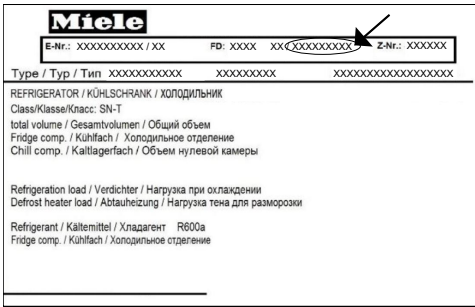 Miele
E-Nr.: XXXXXXXXXX / XX FD: XXXX XX XXXXXXXXX Z-Nr.: XXXXXX
Type / Typ / Тип XXXXXXXXXXX XXXXXXXXX XXXXXXXXXXXXXXXXXX
REFRIGERATOR / KÜHLSCHRANK / ХОЛОДИЛЬНИК
Class/Klasse/Класс: SN-T
total volume / Gesamtvolumen / Общий объем
Fridge comp. / Kühlfach / Холодильное отделение
Chill comp. / Kaltlagerfach / Объем нулевой камеры
Refrigeration load / Verdichter / Нагрузка при охлаждении
Defrost heater load / Abtauheizung / Нагрузка тена для разморозки
Refrigerant / Kältemittel / Хладагент R600a
Fridge comp. / Kühlfach / Холодильное отделение